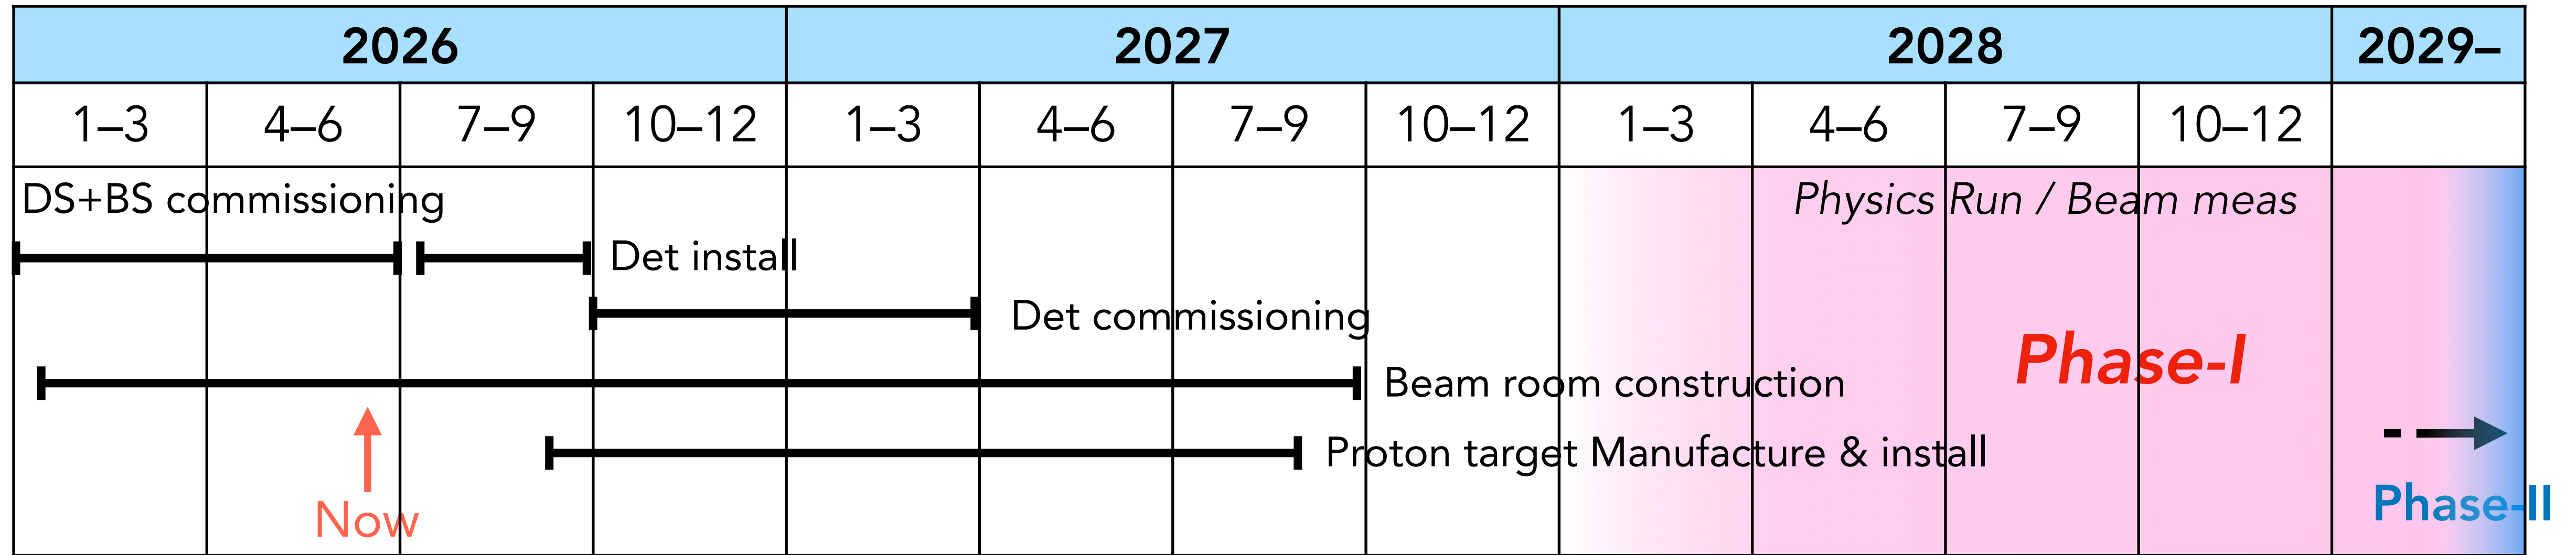 2026 2027 2028 2029–
1–3 4–6 7–9 10–12 1–3 4–6 7–9 10–12 1–3 4–6 7–9 10–12
DS+BS commissioning Physics Run / Beam meas
Det install
Det commissioning
Phase-I
Beam room construction
Proton target Manufacture & install
Now
Phase-II